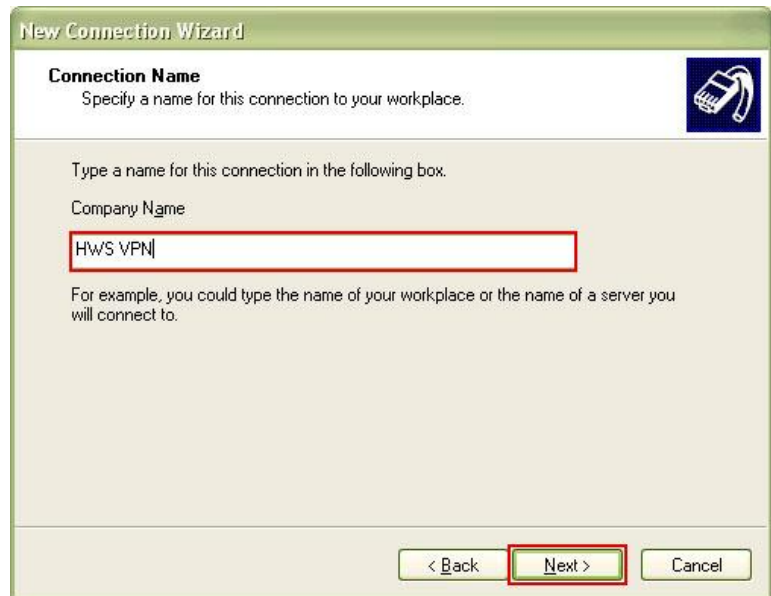 New Connection Wizard
Connection Name
Specify a name for this connection to your workplace.
Type a name for this connection in the following box.
Company Name
HWS VPN
For example, you could type the name of your workplace or the name of a server you
will connect to.
< Back Next > Cancel